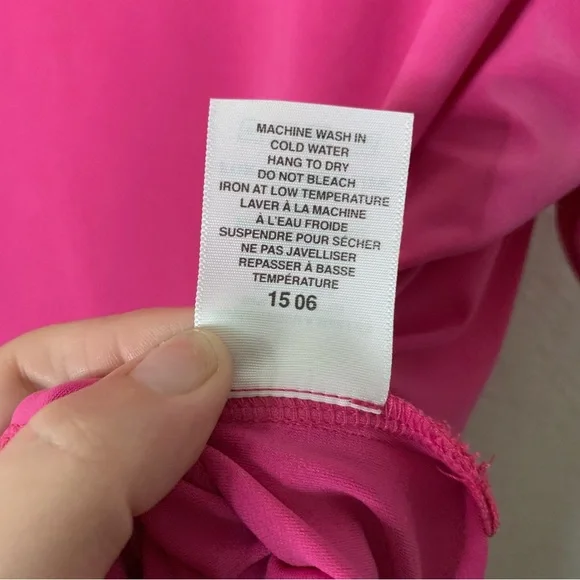 MACHINE WASH IN
COLD WATER
HANG TO DRY
DO NOT BLEACH
IRON AT LOW TEMPERATURE
LAVER À LA MACHINE
À L'EAU FROIDE
SUSPENDRE POUR SÉCHER
NE PAS JAVELLISER
REPASSER À BASSE
TEMPÉRATURE
15 06